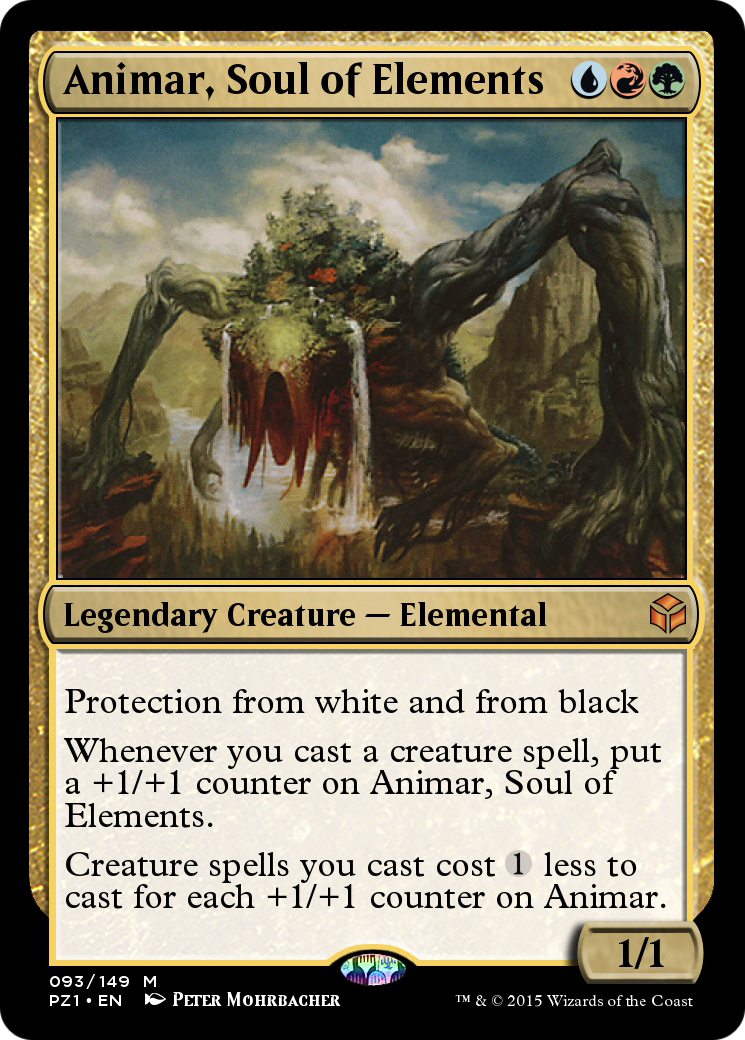 Animar, Soul of Elements
Legendary Creature — Elemental
Protection from white and from black
Whenever you cast a creature spell, put
a +1/+1 counter on Animar, Soul of
Elements.
Creature spells you cast cost 1 less to
cast for each +1/+1 counter on Animar.
1/1
093/149 M
PZ1 • EN Peter Mohrbacher
™ & © 2015 Wizards of the Coast